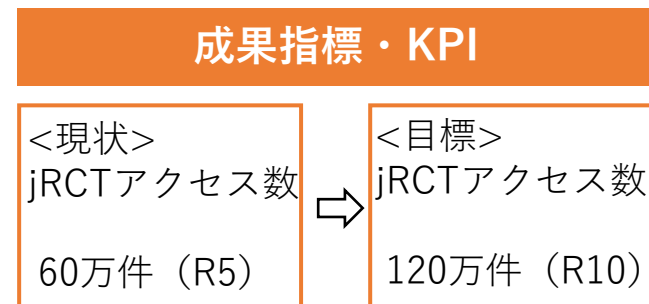 成果指標・KPI
<現状>
jRCTアクセス数
60万件（R5）
<目標>
jRCTアクセス数
120万件（R10）